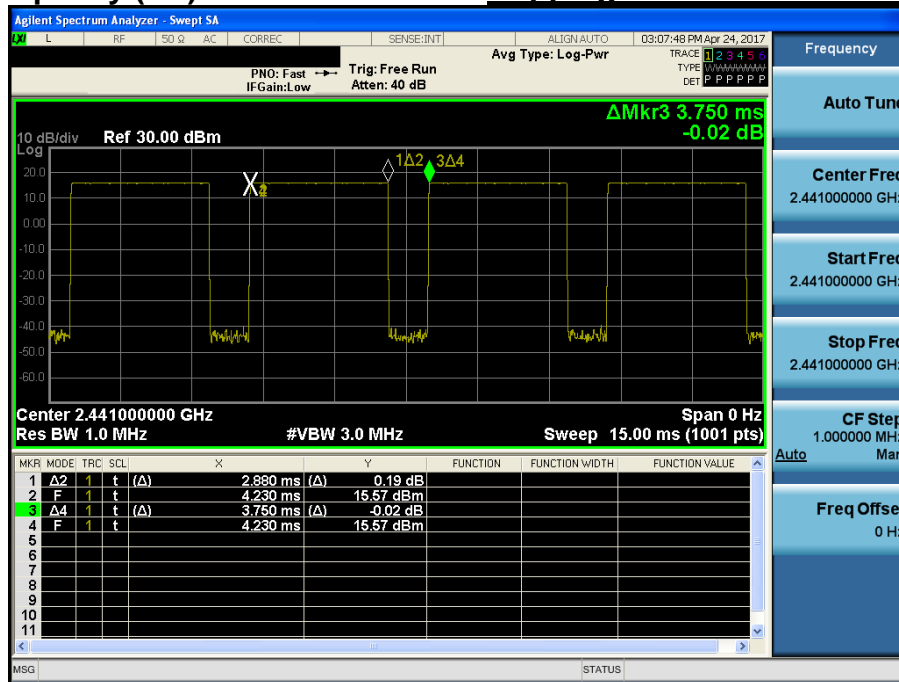 Agilent Spectrum Analyzer - Swept SA
LXI L RF 50 Ω AC CORREC SENSE:INT ALIGN AUTO 03:07:48 PM Apr 24, 2017
Avg Type: Log-Pwr
TRACE 1 2 3 4 5 6
TYPE
DET P P P P P P
PNO: Fast
IFGain:Low
Trig: Free Run
Atten: 40 dB
ΔMkr3 3.750 ms
-0.02 dB
10 dB/div Ref 30.00 dBm
Log
20.0
10.0
0.00
-10.0
-20.0
-30.0
-40.0
-50.0
-60.0
1Δ2 3Δ4
Center 2.441000000 GHz
Span 0 Hz
Res BW 1.0 MHz
#VBW 3.0 MHz
Sweep 15.00 ms (1001 pts)
MKR MODE TRC SCL X Y FUNCTION FUNCTION WIDTH FUNCTION VALUE
1 Δ2 1 t (Δ) 2.880 ms (Δ) 0.19 dB
2 F 1 t 4.230 ms 15.57 dBm
3 Δ4 1 t (Δ) 3.750 ms (Δ) -0.02 dB
4 F 1 t 4.230 ms 15.57 dBm
5
6
7
8
9
10
11
MSG
STATUS
Frequency
Auto Tune
Center Freq
2.441000000 GHz
Start Freq
2.441000000 GHz
Stop Freq
2.441000000 GHz
CF Step
1.000000 MHz
Auto Man
Freq Offset
0 Hz